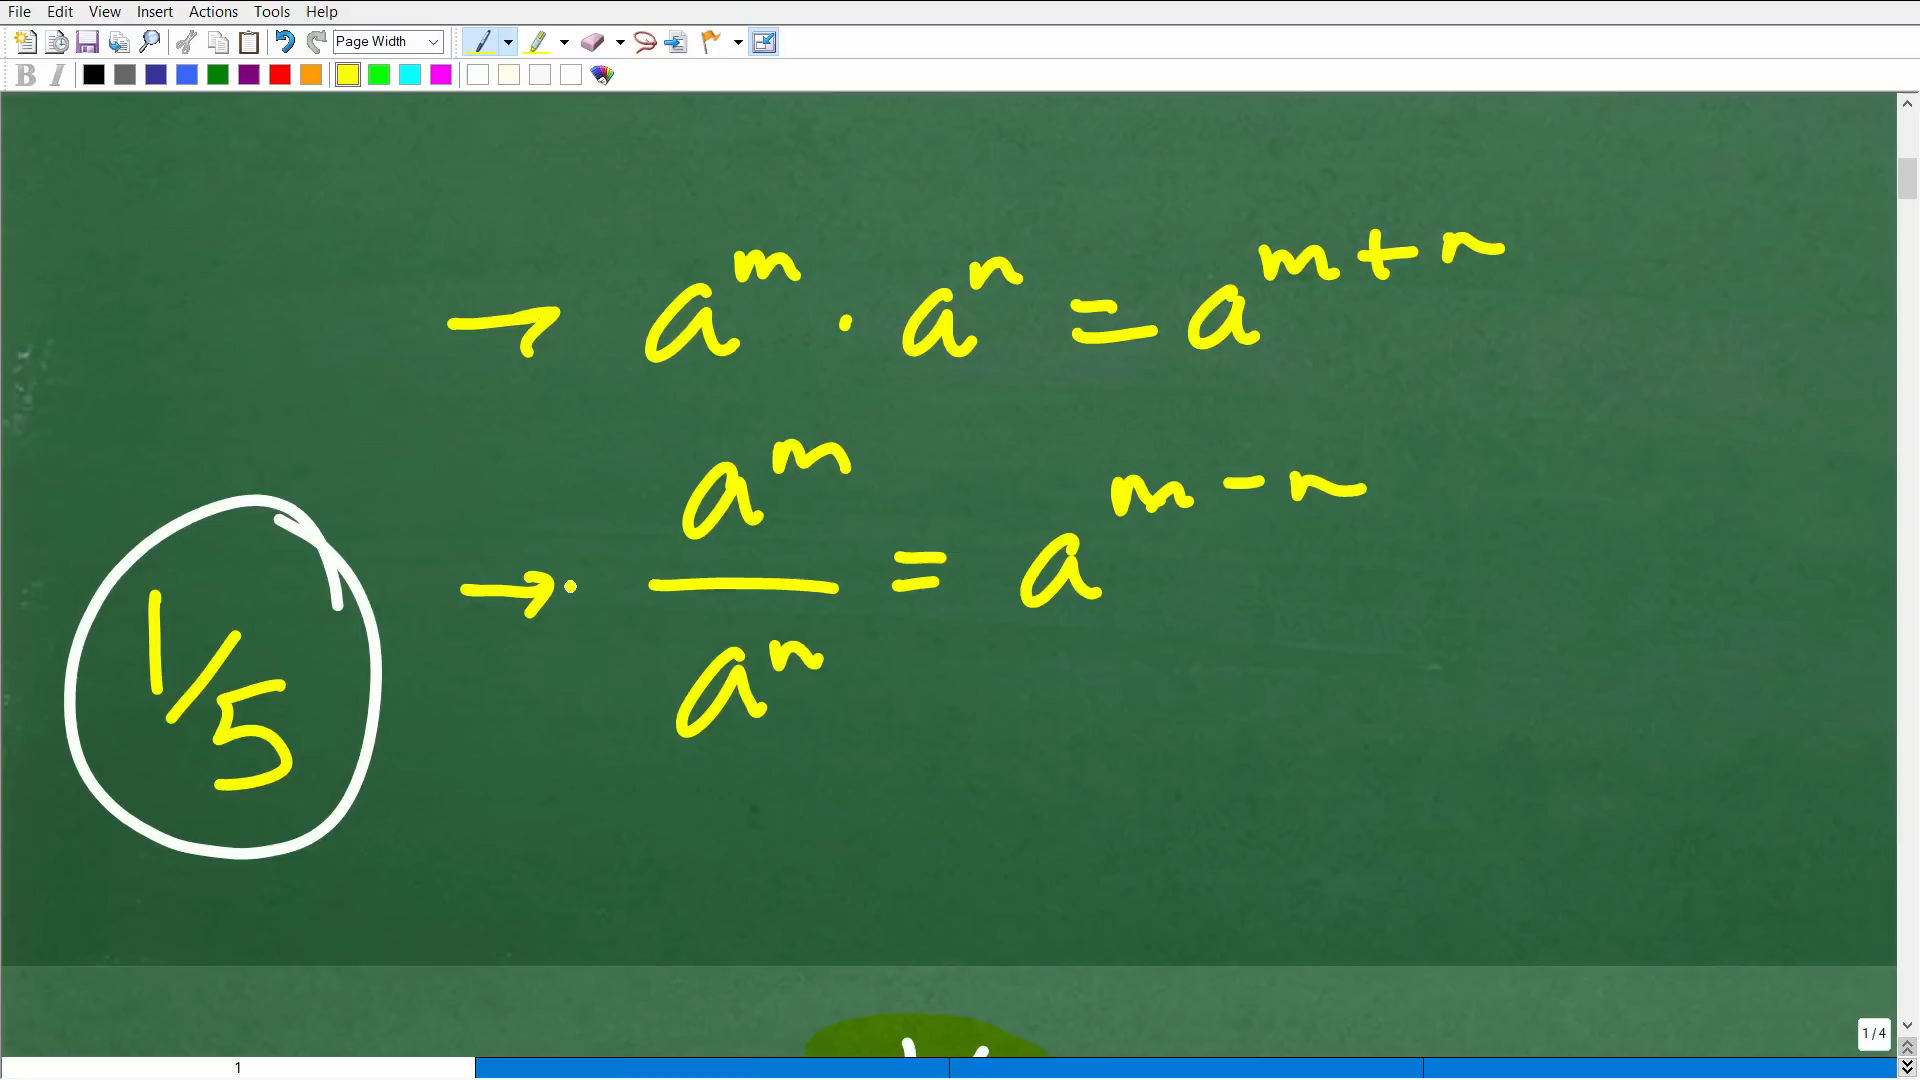 File Edit View Insert Actions Tools Help
Page Width
B I
→ a^m · a^n = a^(m+n)
→ a^m / a^n = a^(m-n)
1/5
1 / 4
1